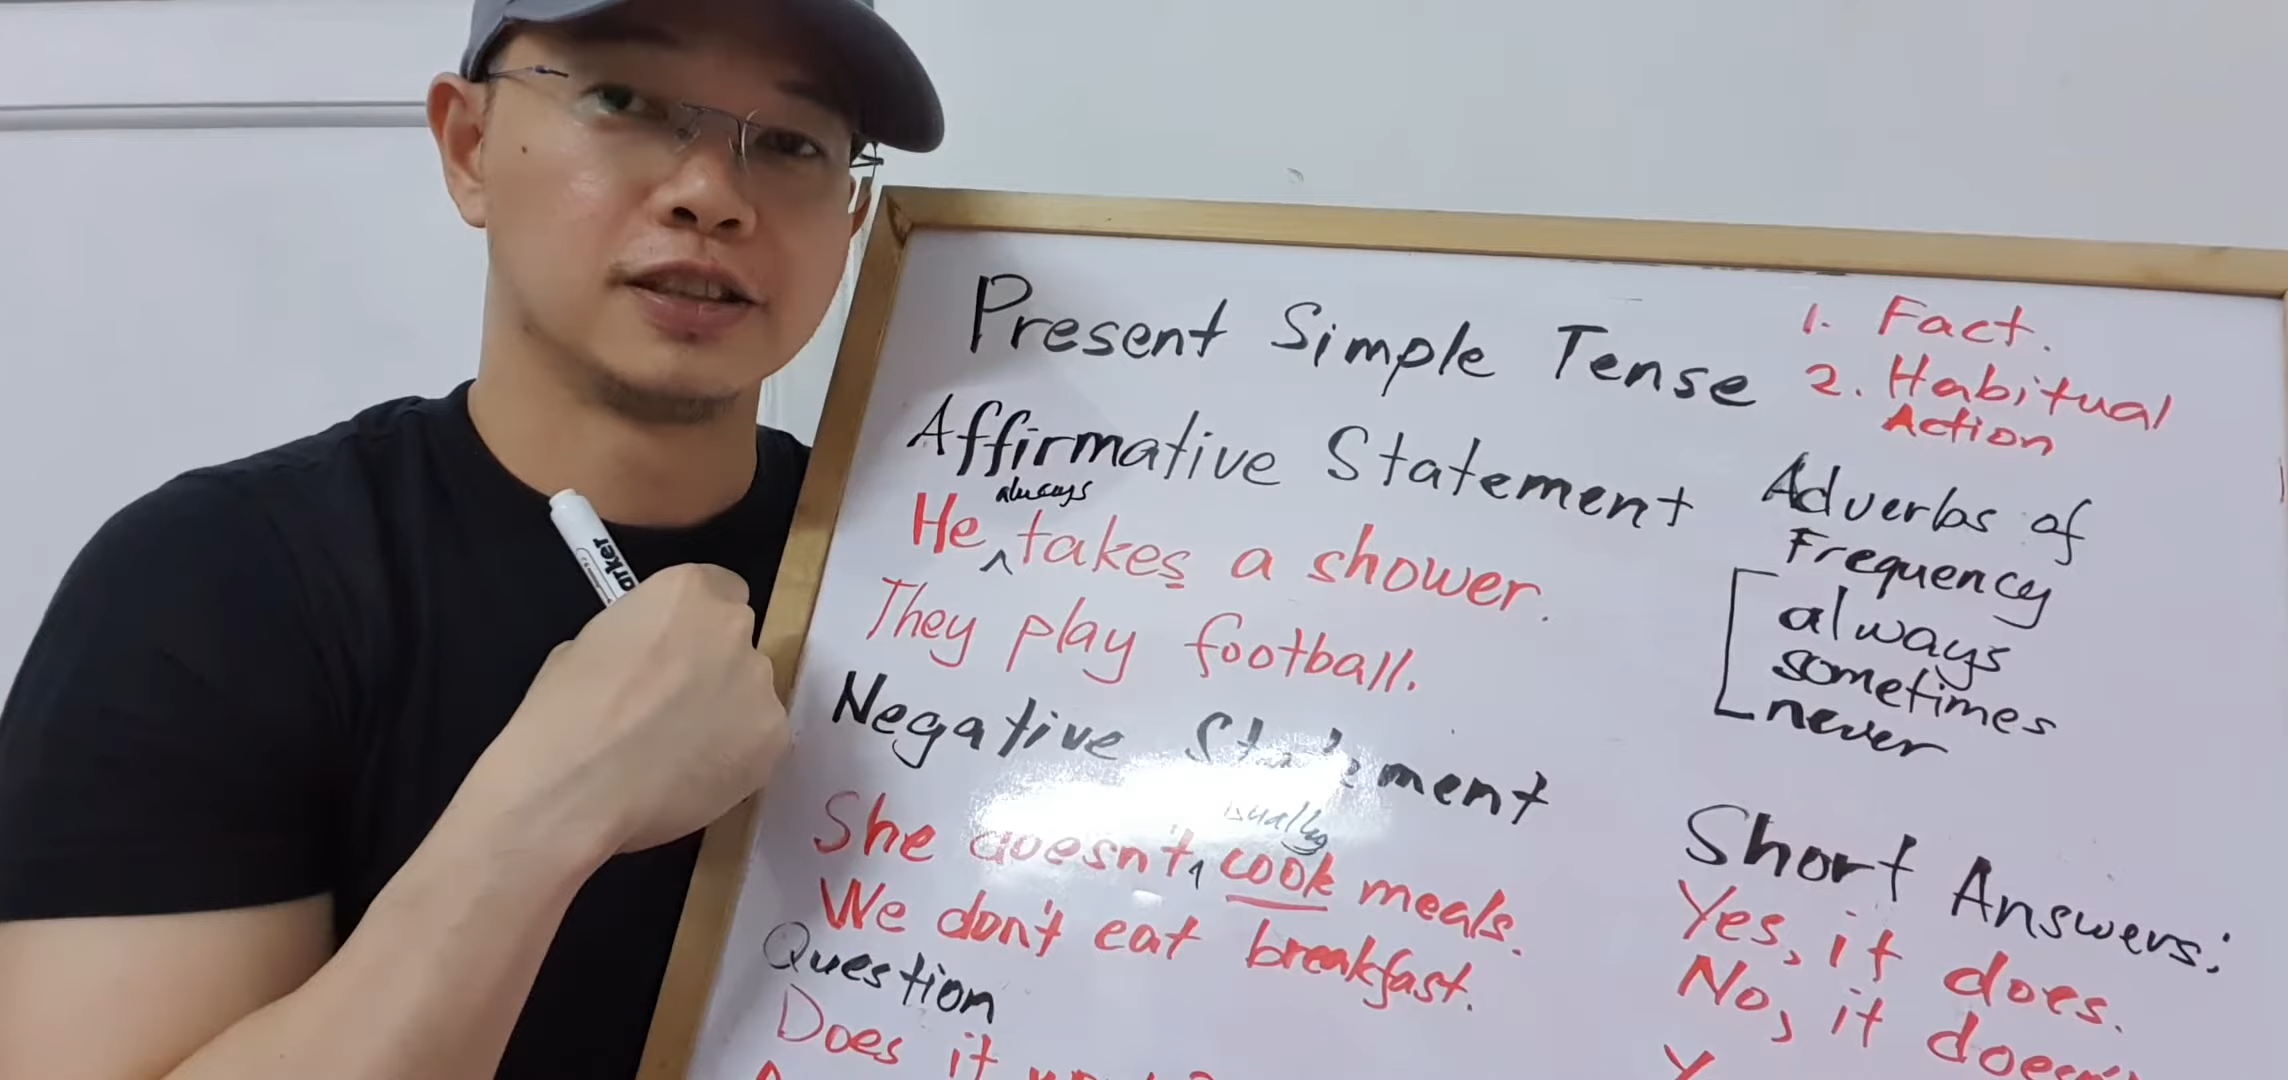 Present Simple Tense
1. Fact.
2. Habitual
Action
Affirmative Statement
always
He ^ takes a shower.
They play football.
Adverbs of
Frequency
always
sometimes
never
Negative Statement
usually
She doesn't ^ cook meals.
We don't eat breakfast.
Question
Does it
Short Answers:
Yes, it does.
No, it doesn't